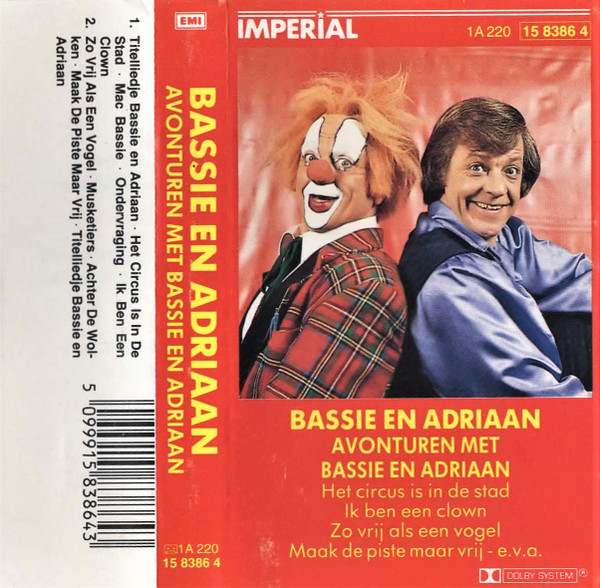 1. Titelliedje Bassie en Adriaan · Het Circus Is In De
Stad · Mac Bassie · Ondervraging · Ik Ben Een
Clown
2. Zo Vrij Als Een Vogel · Musketiers · Achter De Wol-
ken · Maak De Piste Maar Vrij · Titelliedje Bassie en
Adriaan
5 099915 838643
EMI
BASSIE EN ADRIAAN
AVONTUREN MET BASSIE EN ADRIAAN
1A 220
15 8386 4
IMPERIAL
1A 220 15 8386 4
BASSIE EN ADRIAAN
AVONTUREN MET
BASSIE EN ADRIAAN
Het circus is in de stad
Ik ben een clown
Zo vrij als een vogel
Maak de piste maar vrij - e.v.a.
DOLBY SYSTEM ®